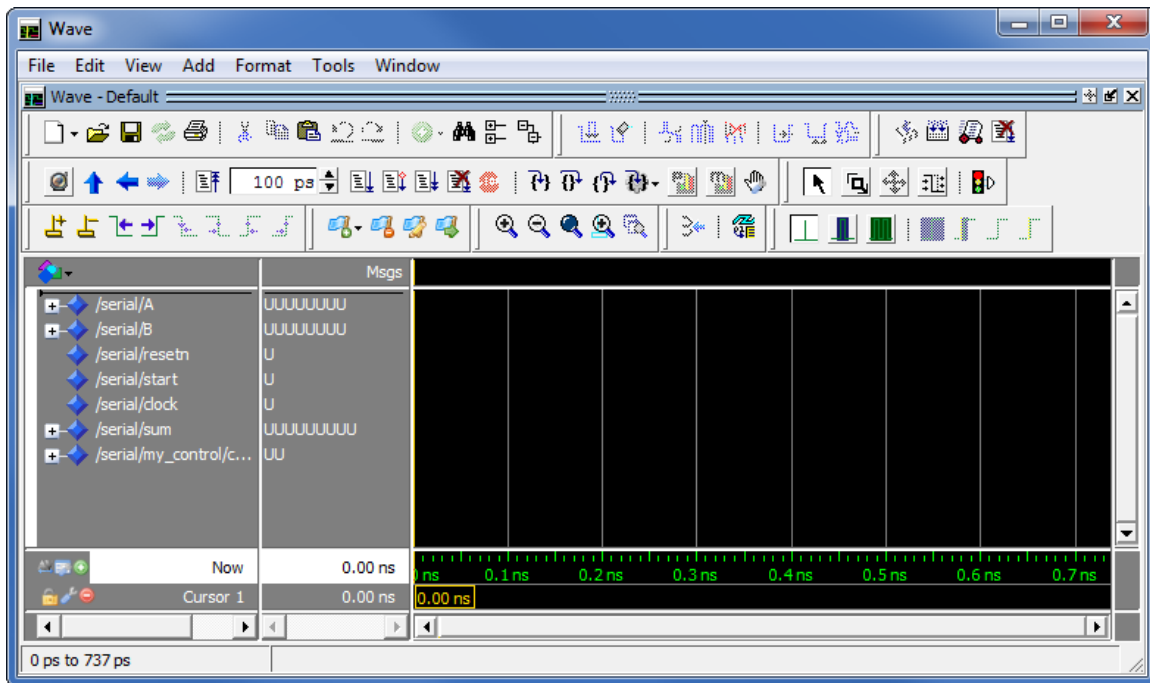 Wave
File Edit View Add Format Tools Window
Wave - Default
100 ps
Msgs
/serial/A UUUUUUUU
/serial/B UUUUUUUU
/serial/resetn U
/serial/start U
/serial/clock U
/serial/sum UUUUUUUUU
/serial/my_control/c... UU
Now 0.00 ns
ns 0.1 ns 0.2 ns 0.3 ns 0.4 ns 0.5 ns 0.6 ns 0.7 ns
Cursor 1 0.00 ns 0.00 ns
0 ps to 737 ps